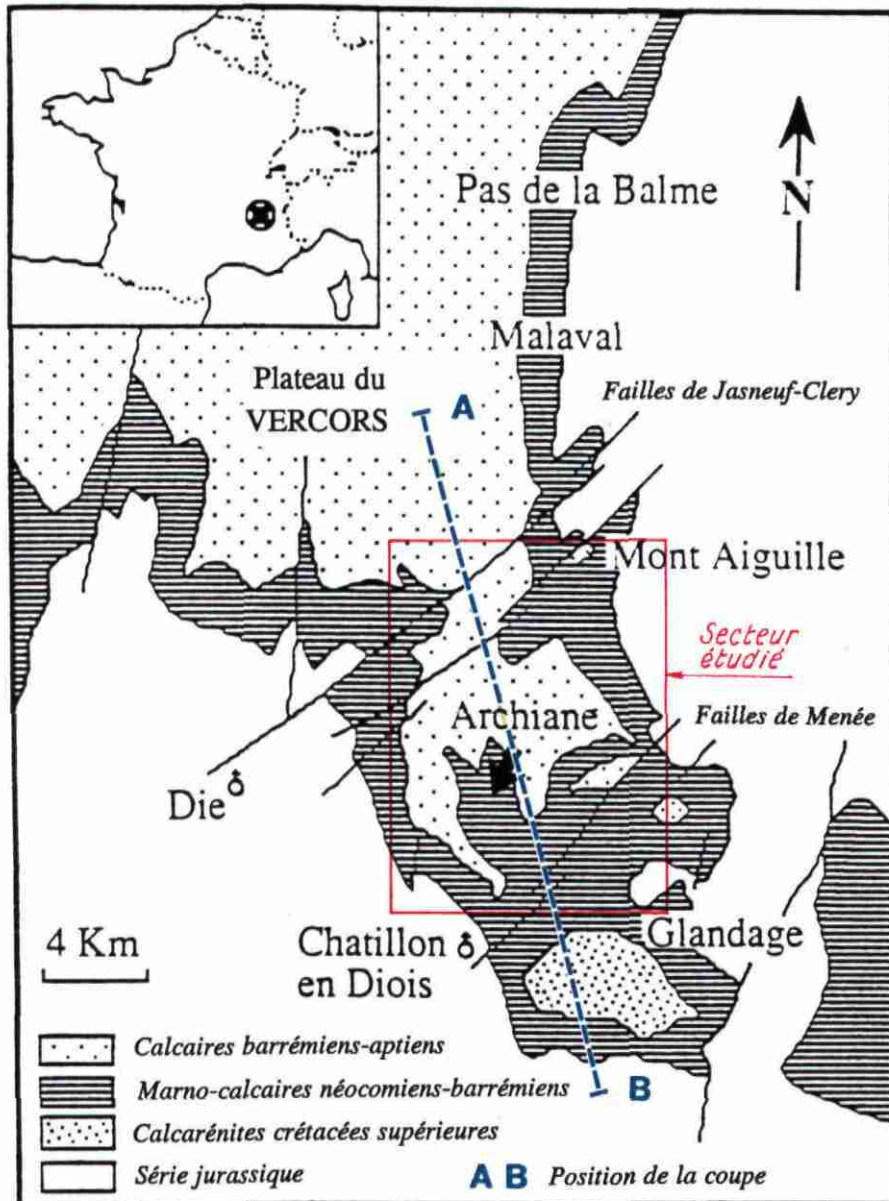 Pas de la Balme
N
Malaval
Plateau du
VERCORS
A
Failles de Jasneuf-Clery
Mont Aiguille
Secteur
étudié
Archiane
Failles de Menée
Die
4 Km
Chatillon
en Diois
Glandage
Calcaires barrémiens-aptiens
Marno-calcaires néocomiens-barrémiens
B
Calcarénites crétacées supérieures
Série jurassique
A B Position de la coupe